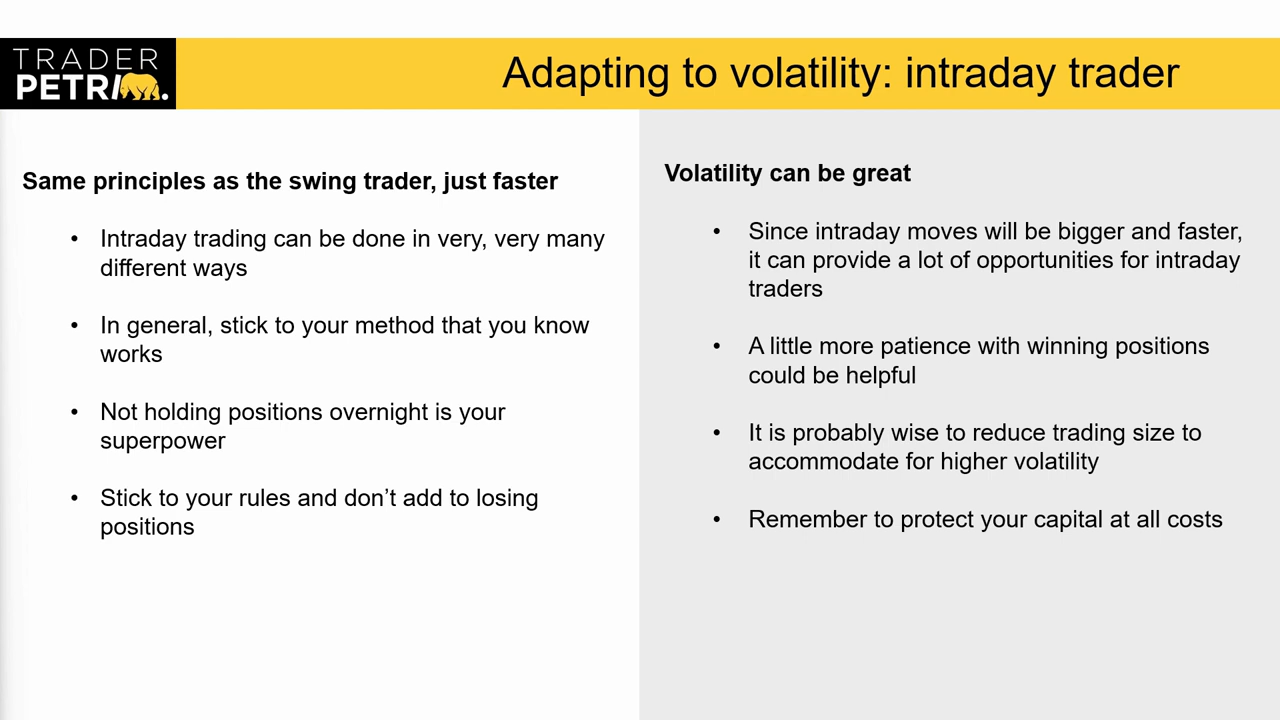 TRADER
PETRI.
Adapting to volatility: intraday trader
Same principles as the swing trader, just faster
• Intraday trading can be done in very, very many
different ways
• In general, stick to your method that you know
works
• Not holding positions overnight is your
superpower
• Stick to your rules and don’t add to losing
positions
Volatility can be great
• Since intraday moves will be bigger and faster,
it can provide a lot of opportunities for intraday
traders
• A little more patience with winning positions
could be helpful
• It is probably wise to reduce trading size to
accommodate for higher volatility
• Remember to protect your capital at all costs